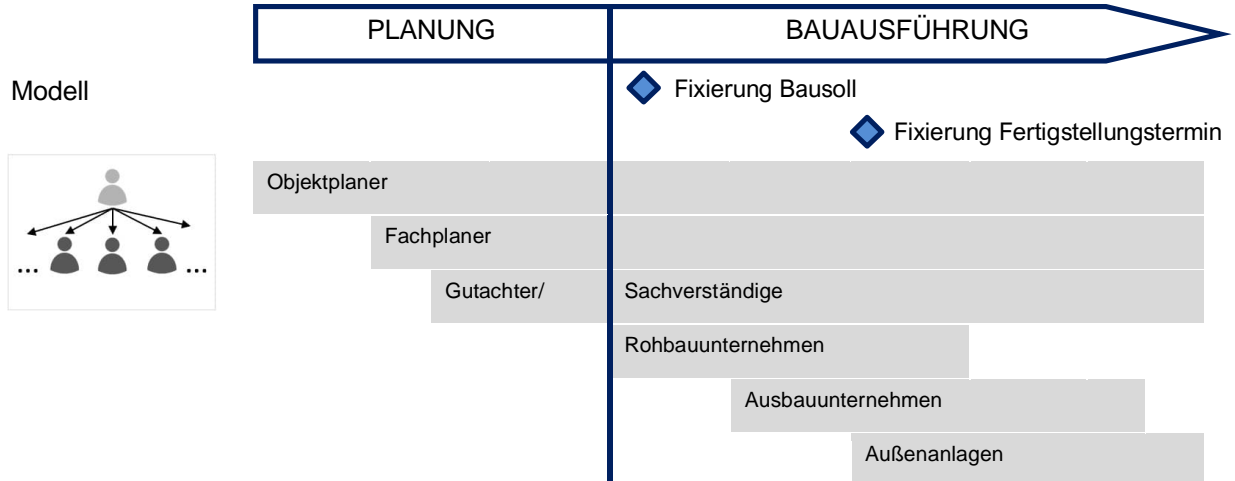 PLANUNG BAUAUSFÜHRUNG
Modell
Fixierung Bausoll
Fixierung Fertigstellungstermin
Objektplaner
Fachplaner
Gutachter/ Sachverständige
Rohbauunternehmen
Ausbauunternehmen
Außenanlagen
... ...